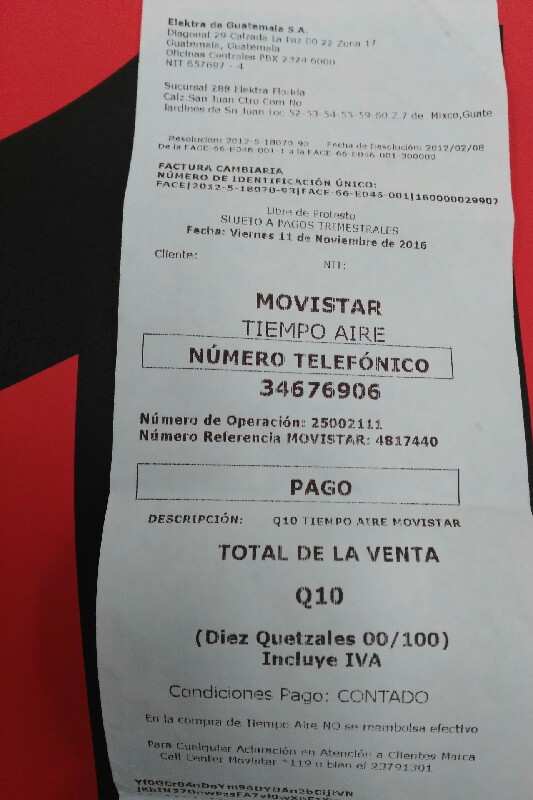 Elektra de Guatemala S.A.
Diagonal 29 Calzada La Paz 00 22 Zona 17
Guatemala, Guatemala
Oficinas Centrales PBX 2324 6000
NIT 657687 - 4
Sucursal 288 Elektra Florida
Calz.San Juan Ctro Com No
Jardines de Sn Juan Loc 52-53-54-55-59 60 Z.7 de Mixco,Guate
Resolucion: 2012-5-18070-93 Fecha de Resolución: 2012/02/08
De la FACE-66-E046-001-1 a la FACE-66-E046-001-300000
FACTURA CAMBIARIA
NÚMERO DE IDENTIFICACIÓN ÚNICO:
FACE|2012-5-18070-93|FACE-66-E046-001|160000029907
Libre de Protesto
SUJETO A PAGOS TRIMESTRALES
Fecha: Viernes 11 de Noviembre de 2016
Cliente:
NIT:
MOVISTAR
TIEMPO AIRE
NÚMERO TELEFÓNICO
34676906
Número de Operación: 25002111
Número Referencia MOVISTAR: 4817440
PAGO
DESCRIPCIÓN: Q10 TIEMPO AIRE MOVISTAR
TOTAL DE LA VENTA
Q10
(Diez Quetzales 00/100)
Incluye IVA
Condiciones Pago: CONTADO
En la compra de Tiempo Aire NO se reembolsa efectivo
Para Cualquier Aclaración en Atención a Clientes Marca
Call Center Movistar *119 o bien el 23791301